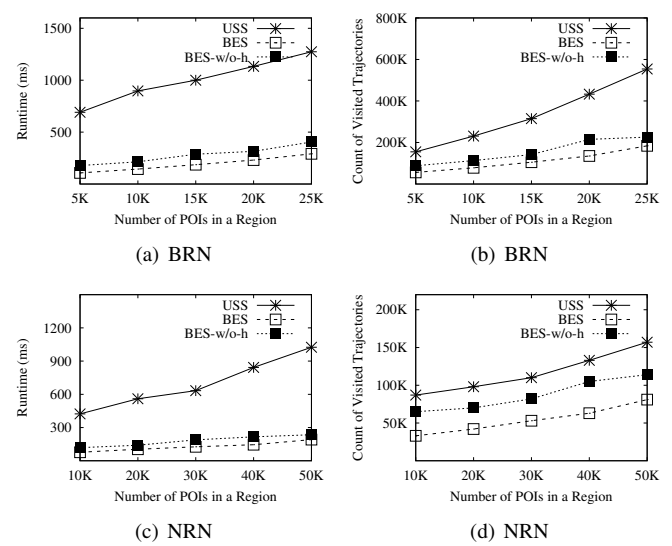 1500
1000
500
Runtime (ms)
USS
BES
BES-w/o-h
5K 10K 15K 20K 25K
Number of POIs in a Region
(a) BRN
800K
600K
400K
200K
Count of Visited Trajectories
USS
BES
BES-w/o-h
5K 10K 15K 20K 25K
Number of POIs in a Region
(b) BRN
1200
900
600
300
Runtime (ms)
USS
BES
BES-w/o-h
10K 20K 30K 40K 50K
Number of POIs in a Region
(c) NRN
200K
150K
100K
50K
Count of Visited Trajectories
USS
BES
BES-w/o-h
10K 20K 30K 40K 50K
Number of POIs in a Region
(d) NRN